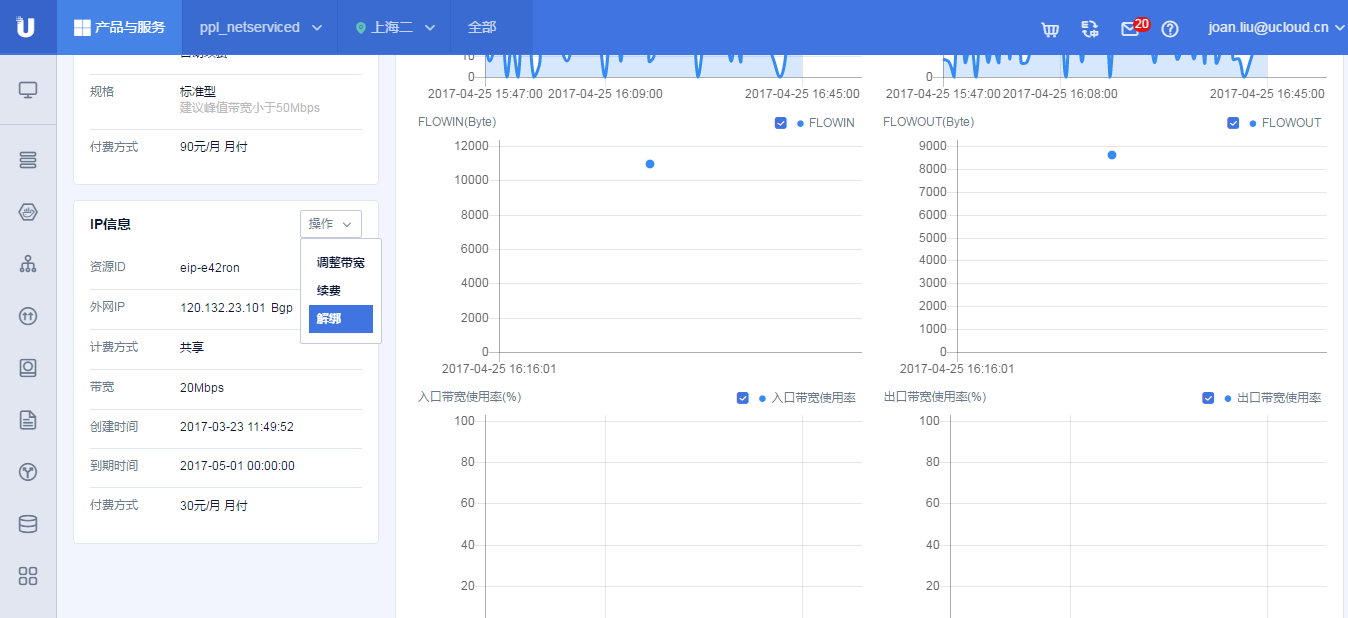 U 产品与服务 ppl_netserviced 上海二 全部 20 joan.liu@ucloud.cn
规格 标准型
建议峰值带宽小于50Mbps
付费方式 90元/月 月付
IP信息 操作
调整带宽
续费
解绑
资源ID eip-e42ron
外网IP 120.132.23.101 Bgp
计费方式 共享
带宽 20Mbps
创建时间 2017-03-23 11:49:52
到期时间 2017-05-01 00:00:00
付费方式 30元/月 月付
10
0
2017-04-25 15:47:00 2017-04-25 16:09:00 2017-04-25 16:45:00
0
2017-04-25 15:47:00 2017-04-25 16:08:00 2017-04-25 16:45:00
FLOWIN(Byte) FLOWIN
12000
10000
8000
6000
4000
2000
0
2017-04-25 16:16:01
FLOWOUT(Byte) FLOWOUT
9000
8000
7000
6000
5000
4000
3000
2000
1000
0
2017-04-25 16:16:01
入口带宽使用率(%) 入口带宽使用率
100
80
60
40
20
出口带宽使用率(%) 出口带宽使用率
100
80
60
40
20